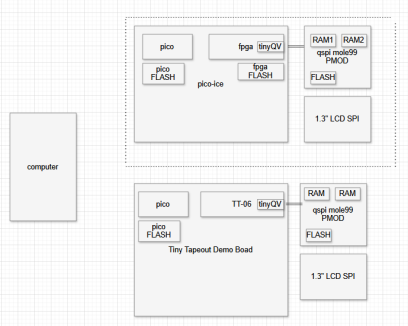 computer
pico
fpga
tinyQV
pico
FLASH
fpga
FLASH
pico-ice
RAM1
RAM2
qspi mole99
PMOD
FLASH
1.3" LCD SPI
pico
TT-06
tinyQV
pico
FLASH
Tiny Tapeout Demo Boad
RAM
RAM
qspi mole99
PMOD
FLASH
1.3" LCD SPI